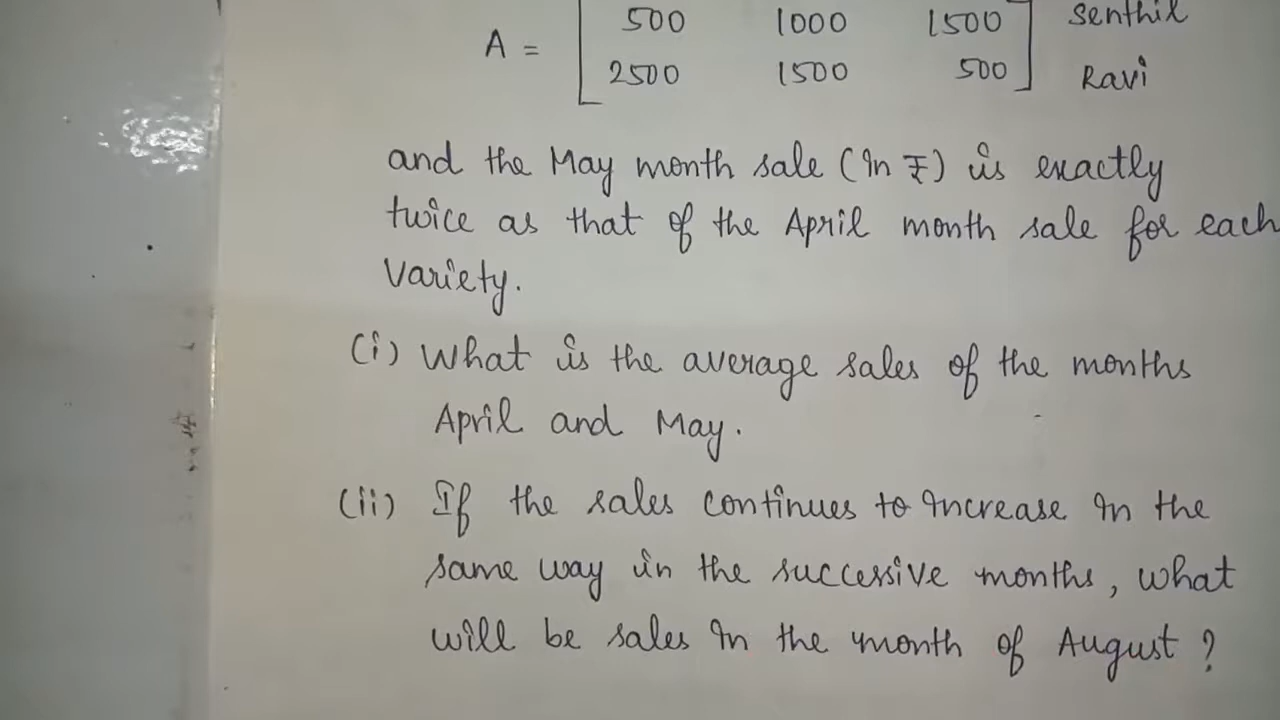 500 1000 1500 Senthil
A =
2500 1500 500 Ravi
and the May month sale (in ₹) is exactly
twice as that of the April month sale for each
Variety.
(i) What is the average sales of the months
April and May.
(ii) If the sales continues to increase in the
same way in the successive months, what
will be sales in the month of August ?